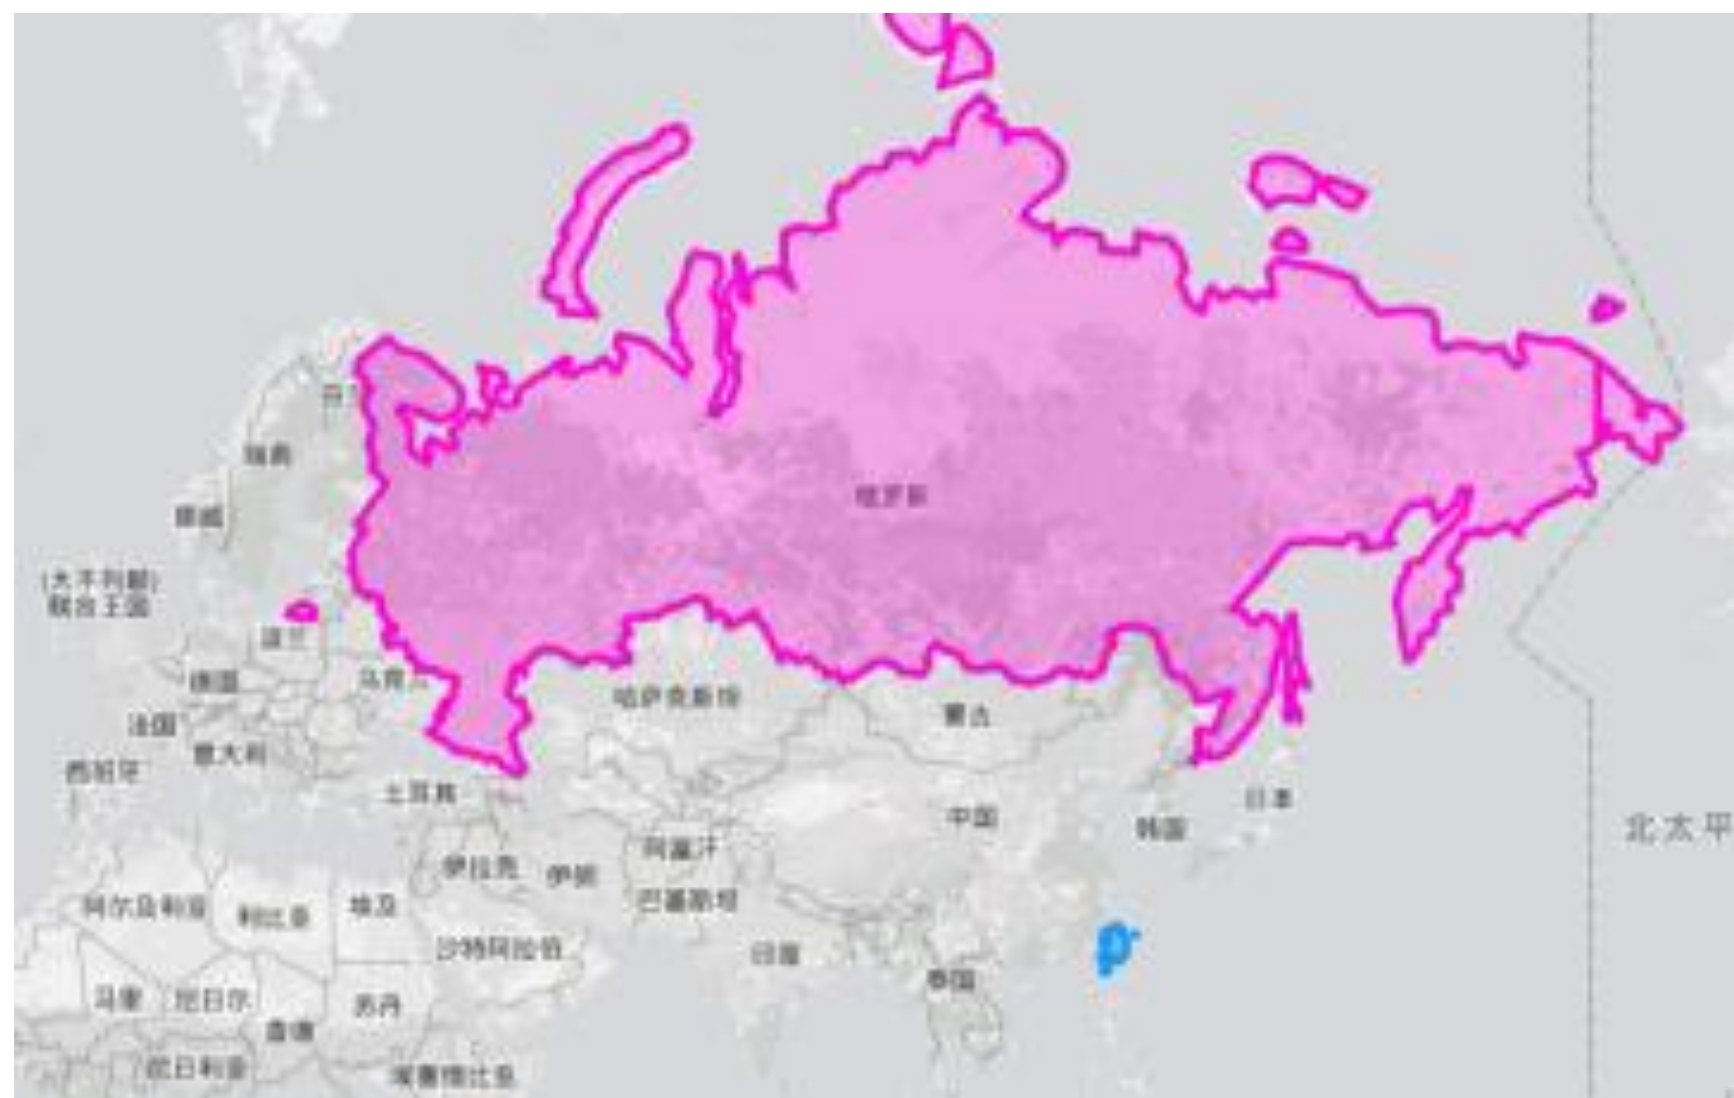 瑞典
俄罗斯
挪威
(大不列颠)
联合王国
波兰
德国
哈萨克斯坦
蒙古
法国
意大利
西班牙
土耳其
日本
中国
韩国
北太平
阿富汗
伊拉克
伊朗
巴基斯坦
阿尔及利亚
利比亚
埃及
沙特阿拉伯
印度
泰国
马里
尼日尔
苏丹
乍得
尼日利亚
埃塞俄比亚